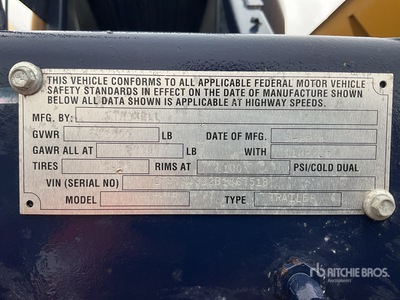 THIS VEHICLE CONFORMS TO ALL APPLICABLE FEDERAL MOTOR VEHICLE
SAFETY STANDARDS IN EFFECT ON THE DATE OF MANUFACTURE SHOWN
BELOW ALL DATA SHOWN IS APPLICABLE AT HIGHWAY SPEEDS.
MFG. BY:
GVWR LB DATE OF MFG.
GAWR ALL AT LB WITH
TIRES RIMS AT PSI/COLD DUAL
VIN (SERIAL NO)
MODEL TYPE TRAILER
rb RITCHIE BROS.
Auctioneers